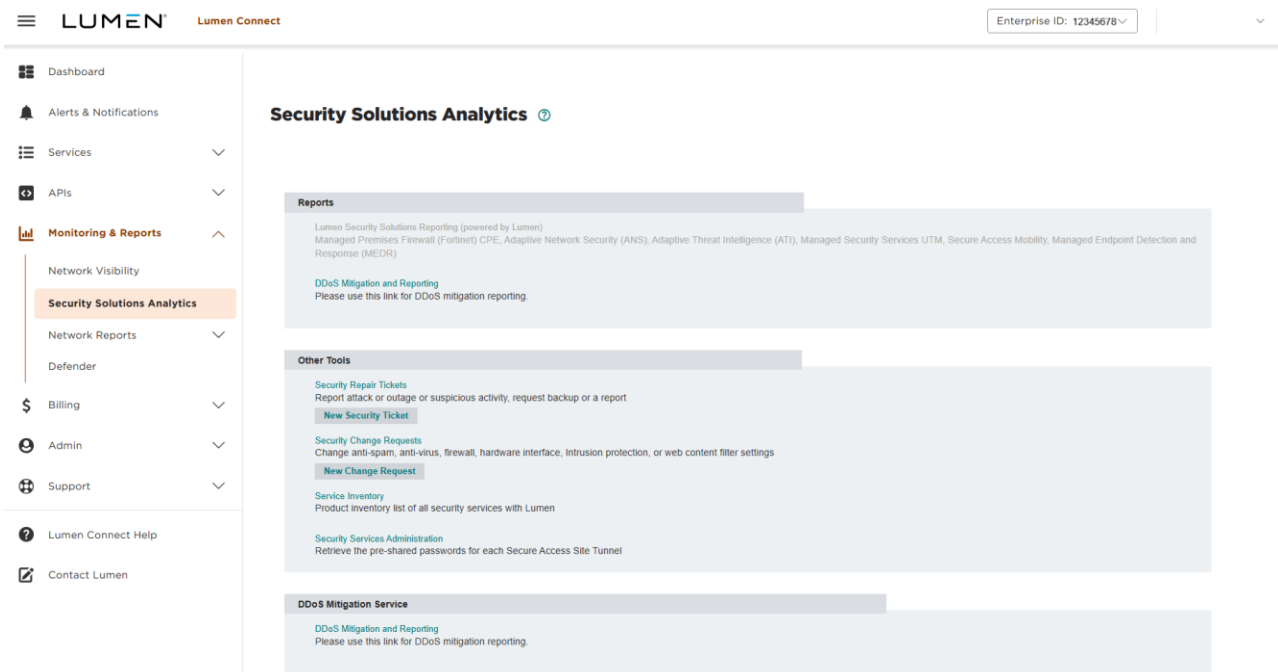 LUMEN®
Lumen Connect
Enterprise ID: 12345678
Dashboard
Alerts & Notifications
Services
APIs
Monitoring & Reports
Network Visibility
Security Solutions Analytics
Network Reports
Defender
Billing
Admin
Support
Lumen Connect Help
Contact Lumen
Security Solutions Analytics
Reports
Lumen Security Solutions Reporting (powered by Lumen)
Managed Premises Firewall (Fortinet) CPE, Adaptive Network Security (ANS), Adaptive Threat Intelligence (ATI), Managed Security Services UTM, Secure Access Mobility, Managed Endpoint Detection and
Response (MEDR)
DDoS Mitigation and Reporting
Please use this link for DDoS mitigation reporting.
Other Tools
Security Repair Tickets
Report attack or outage or suspicious activity, request backup or a report
New Security Ticket
Security Change Requests
Change anti-spam, anti-virus, firewall, hardware interface, Intrusion protection, or web content filter settings
New Change Request
Service Inventory
Product inventory list of all security services with Lumen
Security Services Administration
Retrieve the pre-shared passwords for each Secure Access Site Tunnel
DDoS Mitigation Service
DDoS Mitigation and Reporting
Please use this link for DDoS mitigation reporting.